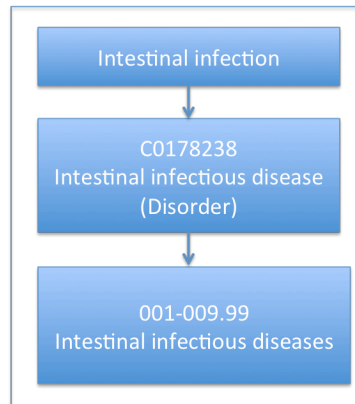 Intestinal infection
C0178238
Intestinal infectious disease
(Disorder)
001-009.99
Intestinal infectious diseases